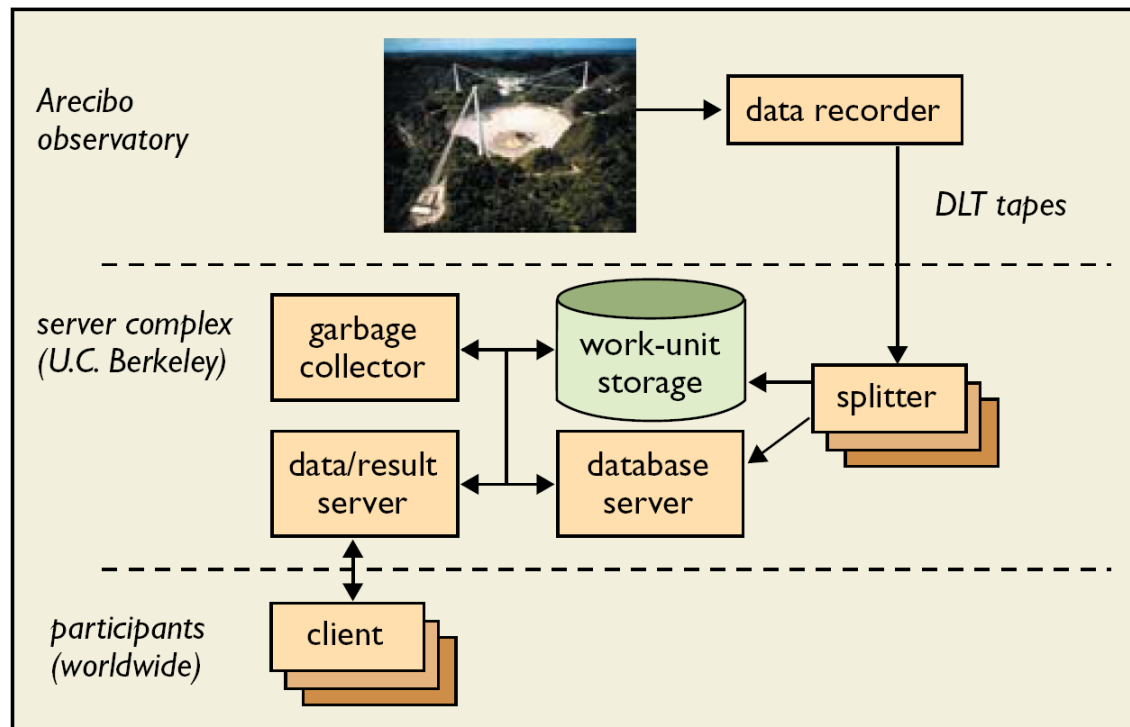 Arecibo
observatory
data recorder
DLT tapes
server complex
(U.C. Berkeley)
garbage
collector
work-unit
storage
splitter
data/result
server
database
server
participants
(worldwide)
client